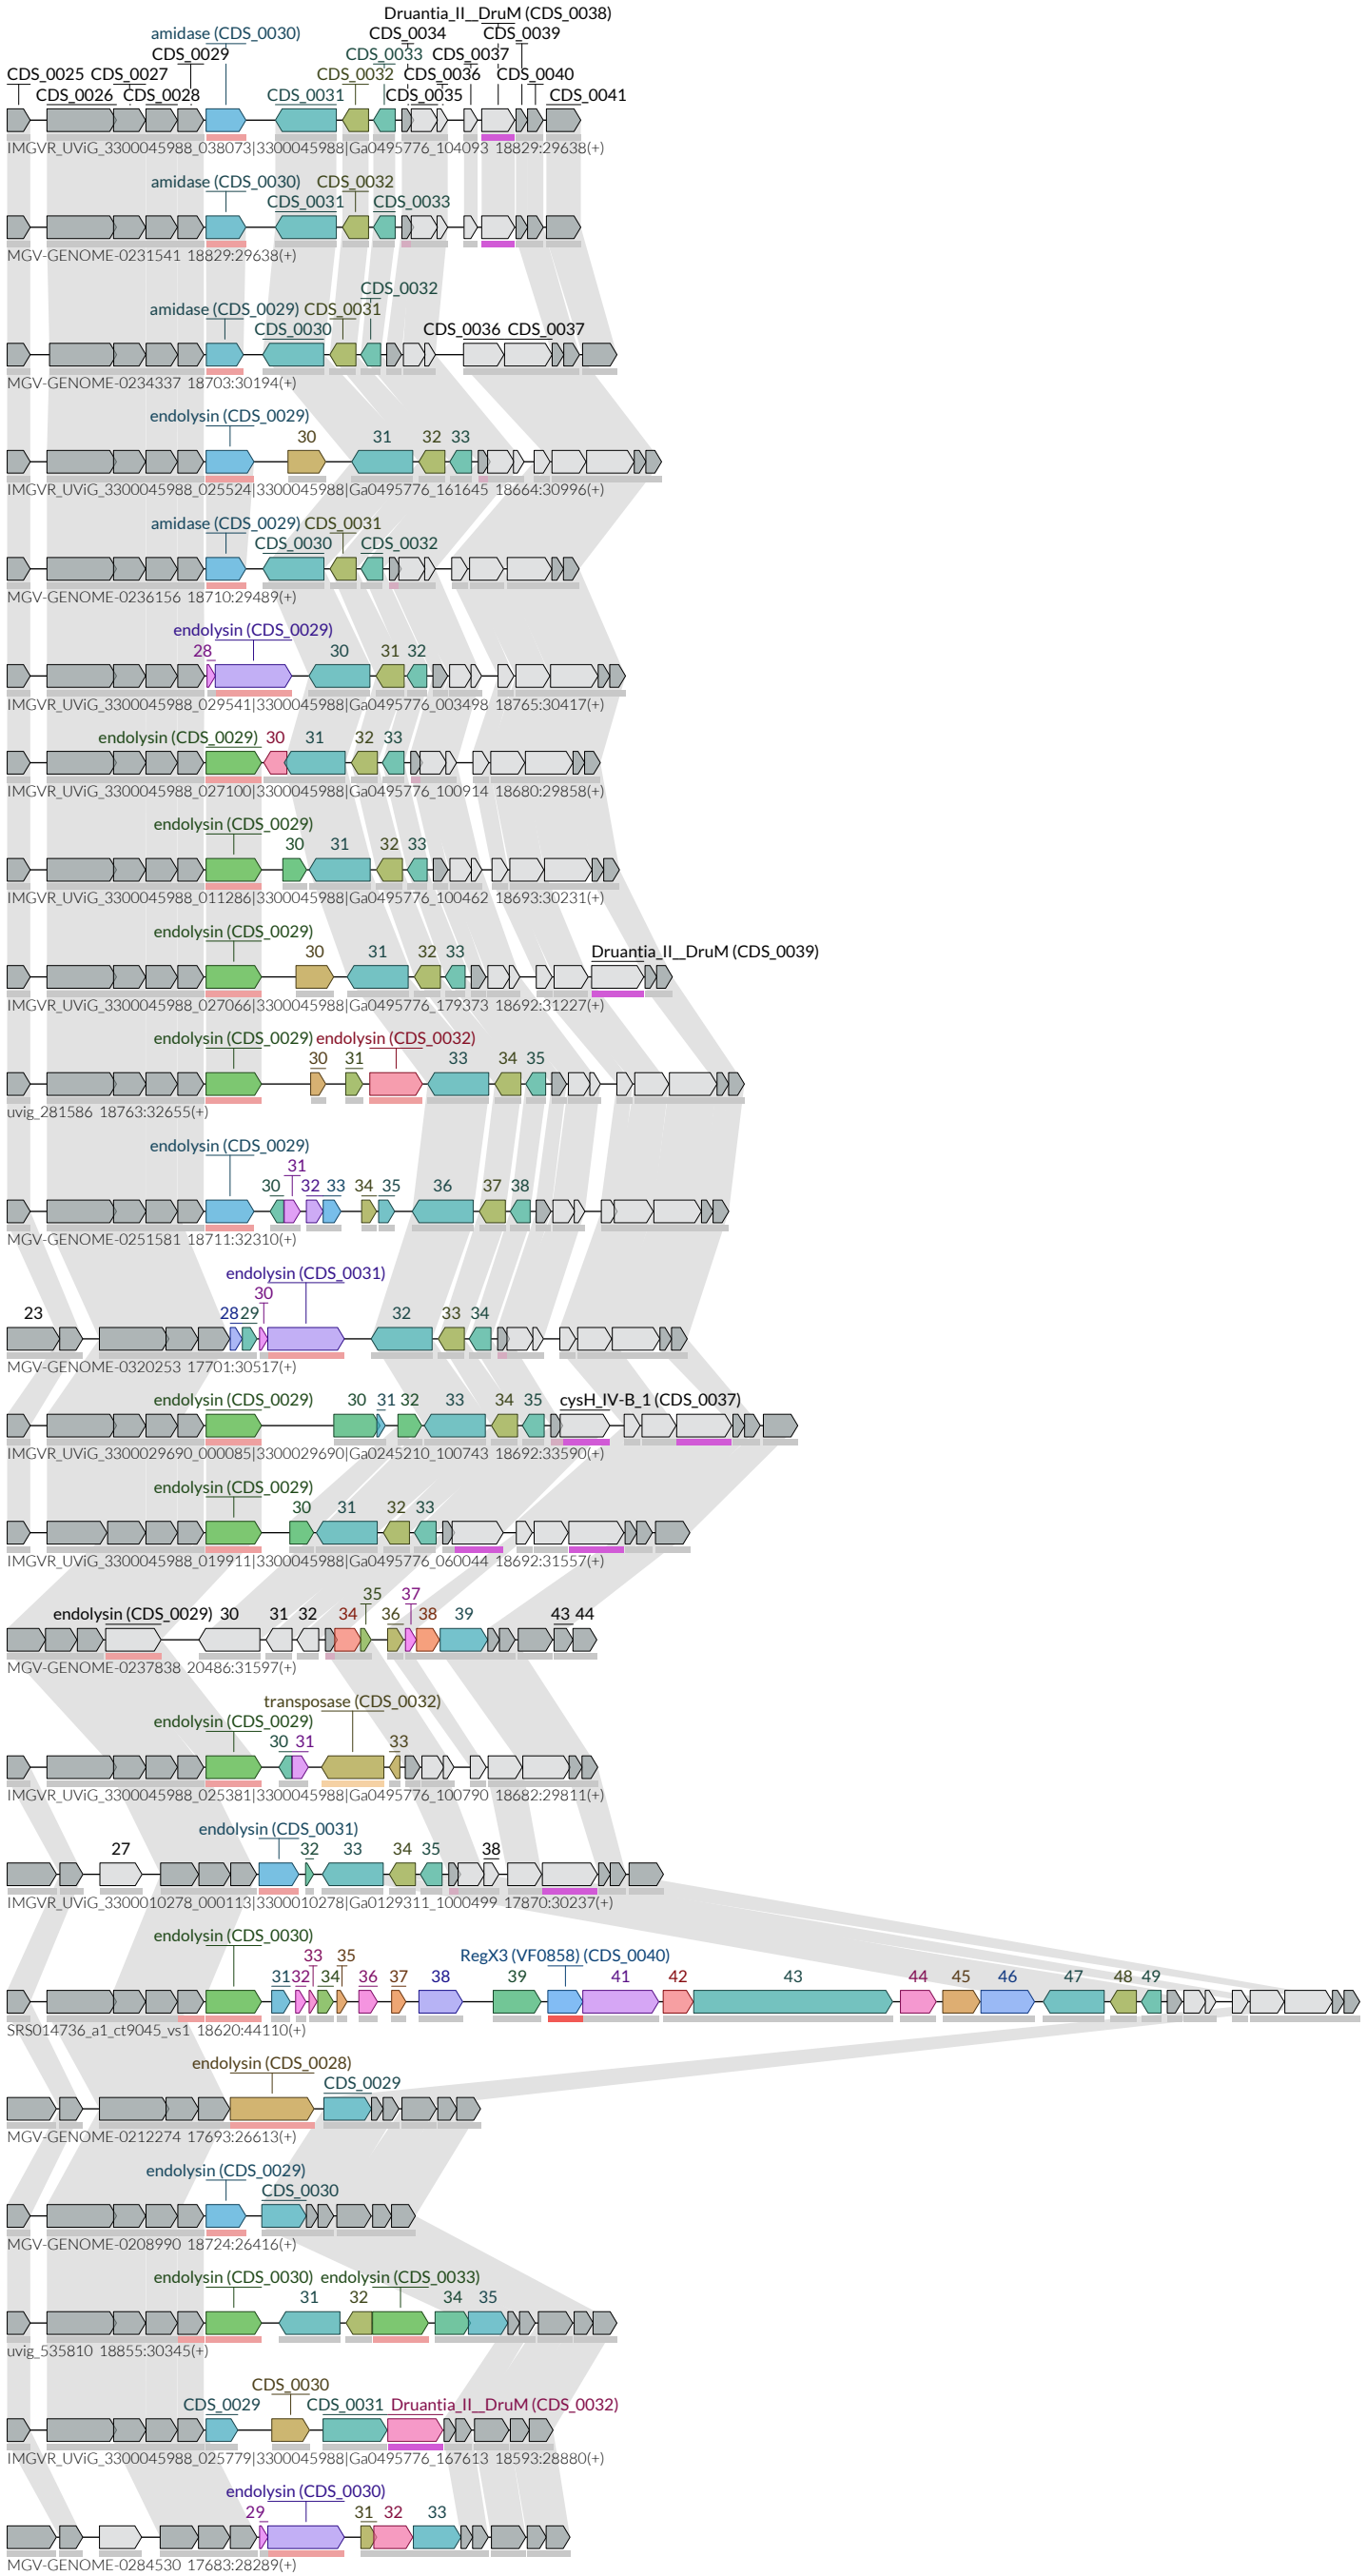 Druantia_II__DruM (CDS_0038)
amidase (CDS_0030) CDS_0034 CDS_0039
CDS_0029 CDS_0033 CDS_0037
CDS_0025 CDS_0027 CDS_0032 CDS_0036 CDS_0040
CDS_0026 CDS_0028 CDS_0031 CDS_0035 CDS_0041
IMGVR_UViG_3300045988_038073|3300045988|Ga0495776_104093 18829:29638(+)
amidase (CDS_0030) CDS_0032
CDS_0031 CDS_0033
MGV-GENOME-0231541 18829:29638(+)
CDS_0032
amidase (CDS_0029) CDS_0031
CDS_0030 CDS_0036 CDS_0037
MGV-GENOME-0234337 18703:30194(+)
endolysin (CDS_0029)
30 31 32 33
IMGVR_UViG_3300045988_025524|3300045988|Ga0495776_161645 18664:30996(+)
amidase (CDS_0029) CDS_0031
CDS_0030 CDS_0032
MGV-GENOME-0236156 18710:29489(+)
endolysin (CDS_0029)
28 30 31 32
IMGVR_UViG_3300045988_029541|3300045988|Ga0495776_003498 18765:30417(+)
endolysin (CDS_0029) 30 31 32 33
IMGVR_UViG_3300045988_027100|3300045988|Ga0495776_100914 18680:29858(+)
endolysin (CDS_0029)
30 31 32 33
IMGVR_UViG_3300045988_011286|3300045988|Ga0495776_100462 18693:30231(+)
endolysin (CDS_0029)
30 31 32 33 Druantia_II__DruM (CDS_0039)
IMGVR_UViG_3300045988_027066|3300045988|Ga0495776_179373 18692:31227(+)
endolysin (CDS_0029) endolysin (CDS_0032)
30 31 33 34 35
uvig_281586 18763:32655(+)
endolysin (CDS_0029)
31
30 32 33 34 35 36 37 38
MGV-GENOME-0251581 18711:32310(+)
endolysin (CDS_0031)
30
23 28 29 32 33 34
MGV-GENOME-0320253 17701:30517(+)
endolysin (CDS_0029) 30 31 32 33 34 35 cysH_IV-B_1 (CDS_0037)
IMGVR_UViG_3300029690_000085|3300029690|Ga0245210_100743 18692:33590(+)
endolysin (CDS_0029)
30 31 32 33
IMGVR_UViG_3300045988_019911|3300045988|Ga0495776_060044 18692:31557(+)
35 37
endolysin (CDS_0029) 30 31 32 34 36 38 39 43 44
MGV-GENOME-0237838 20486:31597(+)
transposase (CDS_0032)
endolysin (CDS_0029)
30 31 33
IMGVR_UViG_3300045988_025381|3300045988|Ga0495776_100790 18682:29811(+)
endolysin (CDS_0031)
27 32 33 34 35 38
IMGVR_UViG_3300010278_000113|3300010278|Ga0129311_1000499 17870:30237(+)
endolysin (CDS_0030)
33 35 RegX3 (VF0858) (CDS_0040)
31 32 34 36 37 38 39 41 42 43 44 45 46 47 48 49
SRS014736_a1_ct9045_vs1 18620:44110(+)
endolysin (CDS_0028)
CDS_0029
MGV-GENOME-0212274 17693:26613(+)
endolysin (CDS_0029)
CDS_0030
MGV-GENOME-0208990 18724:26416(+)
endolysin (CDS_0030) endolysin (CDS_0033)
31 32 34 35
uvig_535810 18855:30345(+)
CDS_0030
CDS_0029 CDS_0031 Druantia_II__DruM (CDS_0032)
IMGVR_UViG_3300045988_025779|3300045988|Ga0495776_167613 18593:28880(+)
endolysin (CDS_0030)
29 31 32 33
MGV-GENOME-0284530 17683:28289(+)